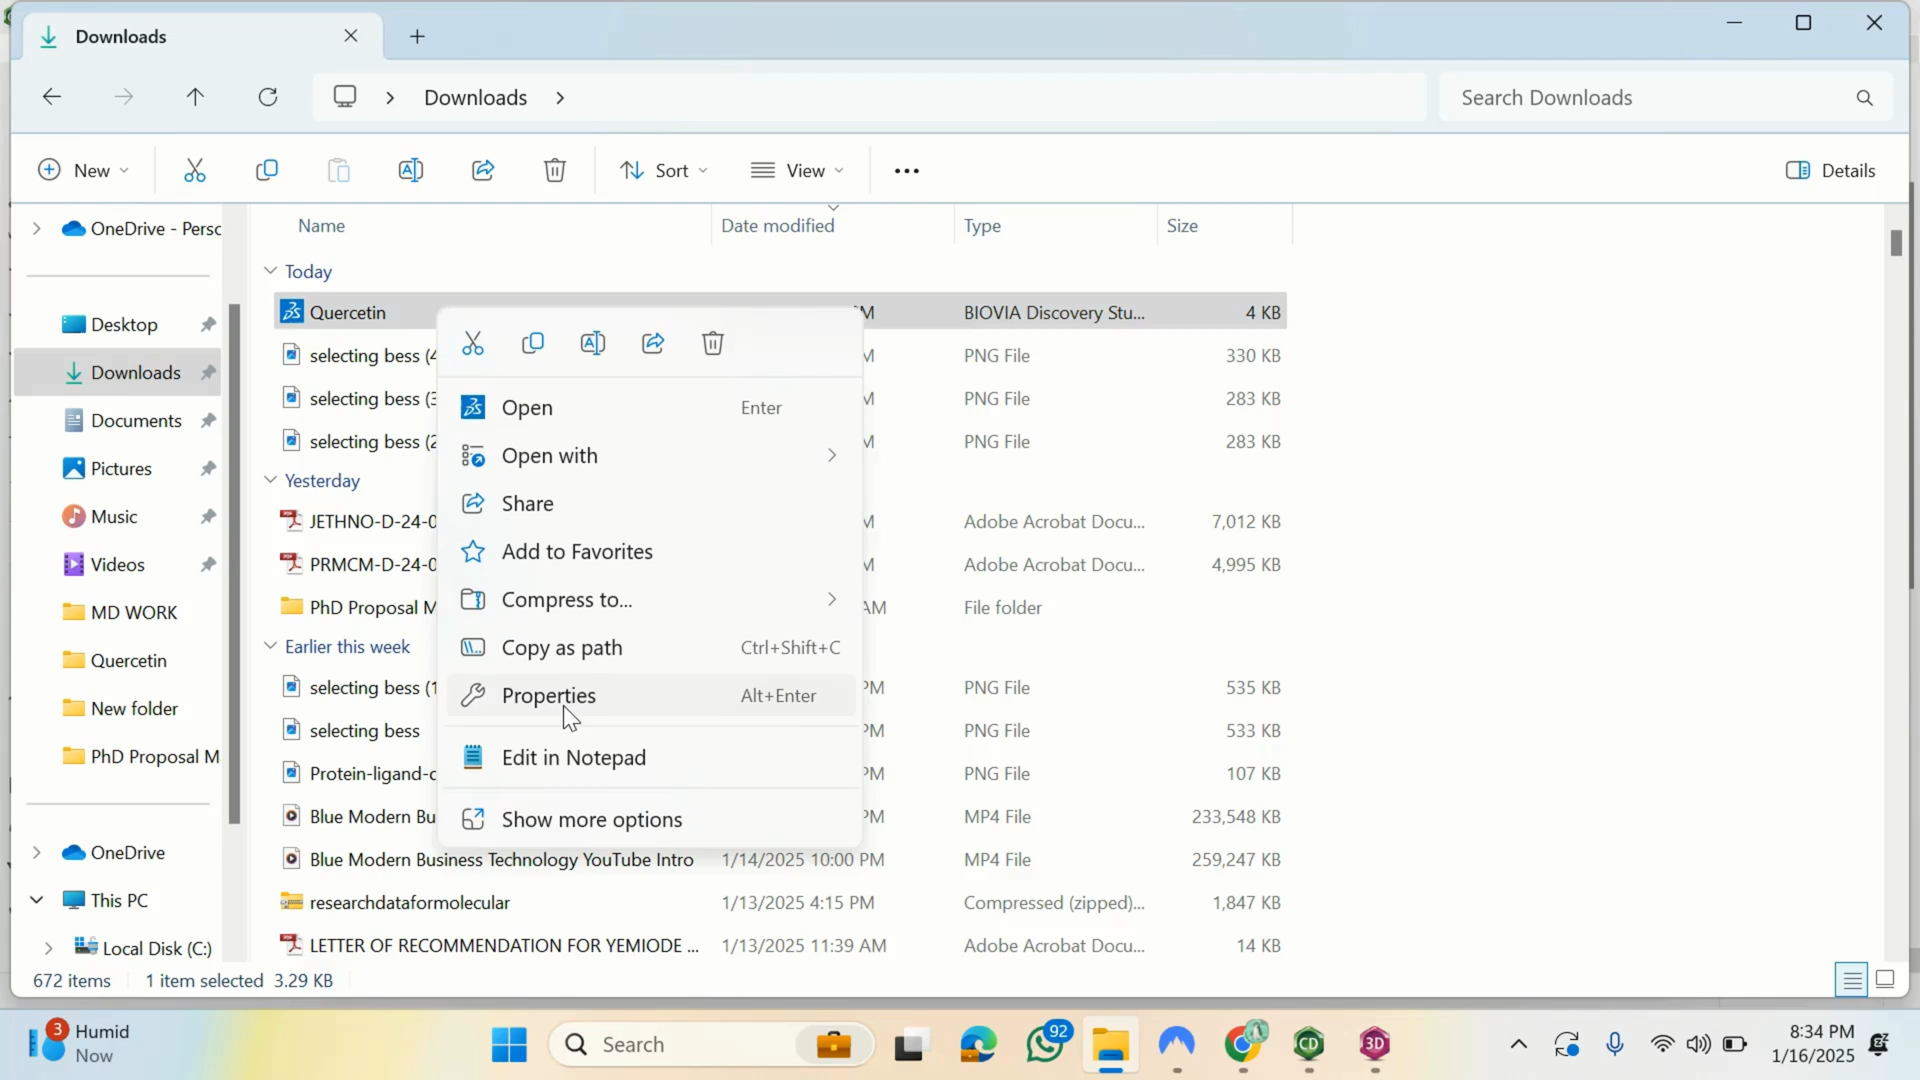 Downloads
Downloads
Search Downloads
New
Sort
View
Details
OneDrive - Persc
Desktop
Downloads
Documents
Pictures
Music
Videos
MD WORK
Quercetin
New folder
PhD Proposal M
OneDrive
This PC
Local Disk (C:)
Name Date modified Type Size
Today
Quercetin M BIOVIA Discovery Stu... 4 KB
selecting bess (4 M PNG File 330 KB
selecting bess (3 M PNG File 283 KB
selecting bess (2 M PNG File 283 KB
Yesterday
JETHNO-D-24-0 M Adobe Acrobat Docu... 7,012 KB
PRMCM-D-24-0 M Adobe Acrobat Docu... 4,995 KB
PhD Proposal M AM File folder
Earlier this week
selecting bess (1 PM PNG File 535 KB
selecting bess PM PNG File 533 KB
Protein-ligand-c PM PNG File 107 KB
Blue Modern Bu PM MP4 File 233,548 KB
Blue Modern Business Technology YouTube Intro 1/14/2025 10:00 PM MP4 File 259,247 KB
researchdataformolecular 1/13/2025 4:15 PM Compressed (zipped)... 1,847 KB
LETTER OF RECOMMENDATION FOR YEMIODE ... 1/13/2025 11:39 AM Adobe Acrobat Docu... 14 KB
Open Enter
Open with
Share
Add to Favorites
Compress to...
Copy as path Ctrl+Shift+C
Properties Alt+Enter
Edit in Notepad
Show more options
672 items 1 item selected 3.29 KB
3
Humid
Now
Search
92
CD
3D
8:34 PM
1/16/2025